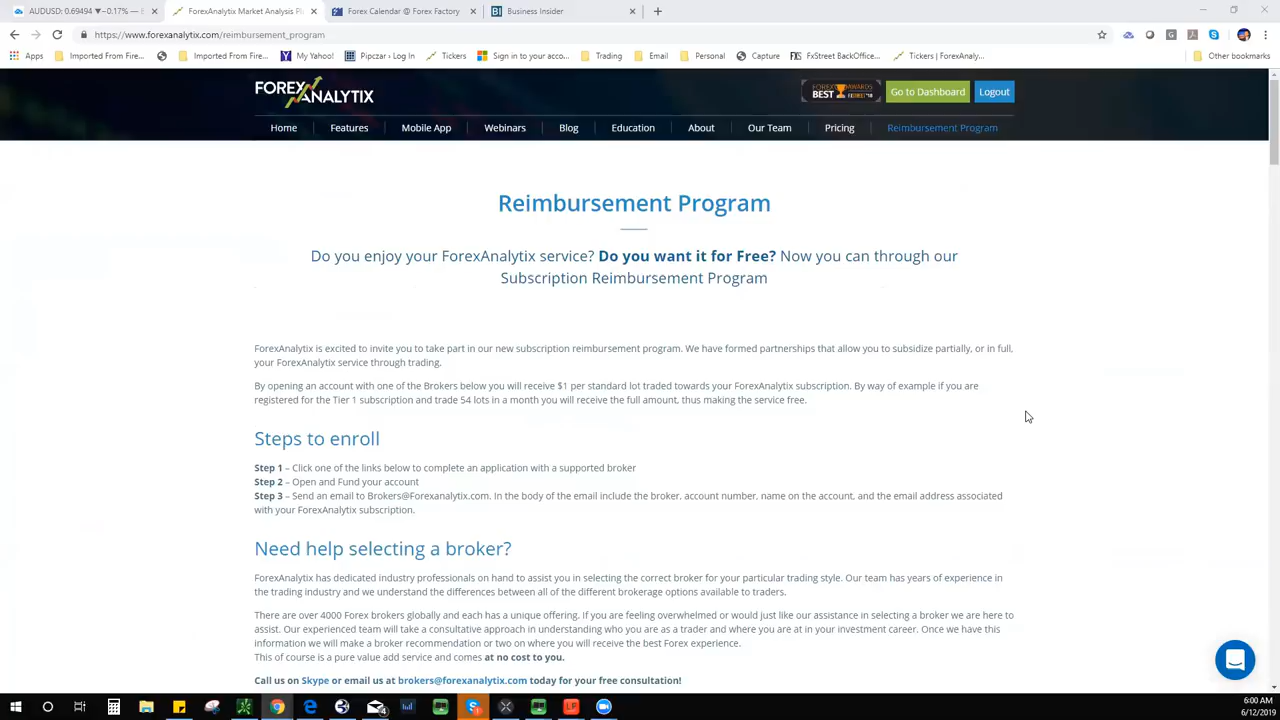 AUDUSD: 0.69494 ▼−0.17% —
ForexAnalytix Market Analysis Pl
Forex Calendar @ Forex Factory
Business Insider
https://www.forexanalytix.com/reimbursement_program
Apps Imported From Fire... Imported From Fire... My Yahoo! Pipczar › Log In Tickers Sign in to your acco... Trading Email Personal Capture FxStreet BackOffice... Tickers | ForexAnaly... Other bookmarks
FOREX ANALYTIX
FOREX AWARDS BEST
Go to Dashboard
Logout
Home Features Mobile App Webinars Blog Education About Our Team Pricing Reimbursement Program
Reimbursement Program
Do you enjoy your ForexAnalytix service? Do you want it for Free? Now you can through our
Subscription Reimbursement Program
ForexAnalytix is excited to invite you to take part in our new subscription reimbursement program. We have formed partnerships that allow you to subsidize partially, or in full,
your ForexAnalytix service through trading.
By opening an account with one of the Brokers below you will receive $1 per standard lot traded towards your ForexAnalytix subscription. By way of example if you are
registered for the Tier 1 subscription and trade 54 lots in a month you will receive the full amount, thus making the service free.
Steps to enroll
Step 1 – Click one of the links below to complete an application with a supported broker
Step 2 – Open and Fund your account
Step 3 – Send an email to Brokers@Forexanalytix.com. In the body of the email include the broker, account number, name on the account, and the email address associated
with your ForexAnalytix subscription.
Need help selecting a broker?
ForexAnalytix has dedicated industry professionals on hand to assist you in selecting the correct broker for your particular trading style. Our team has years of experience in
the trading industry and we understand the differences between all of the different brokerage options available to traders.
There are over 4000 Forex brokers globally and each has a unique offering. If you are feeling overwhelmed or would just like our assistance in selecting a broker we are here to
assist. Our experienced team will take a consultative approach in understanding who you are as a trader and where you are at in your investment career. Once we have this
information we will make a broker recommendation or two on where you will receive the best Forex experience.
This of course is a pure value add service and comes at no cost to you.
Call us on Skype or email us at brokers@forexanalytix.com today for your free consultation!
6:00 AM
6/12/2019